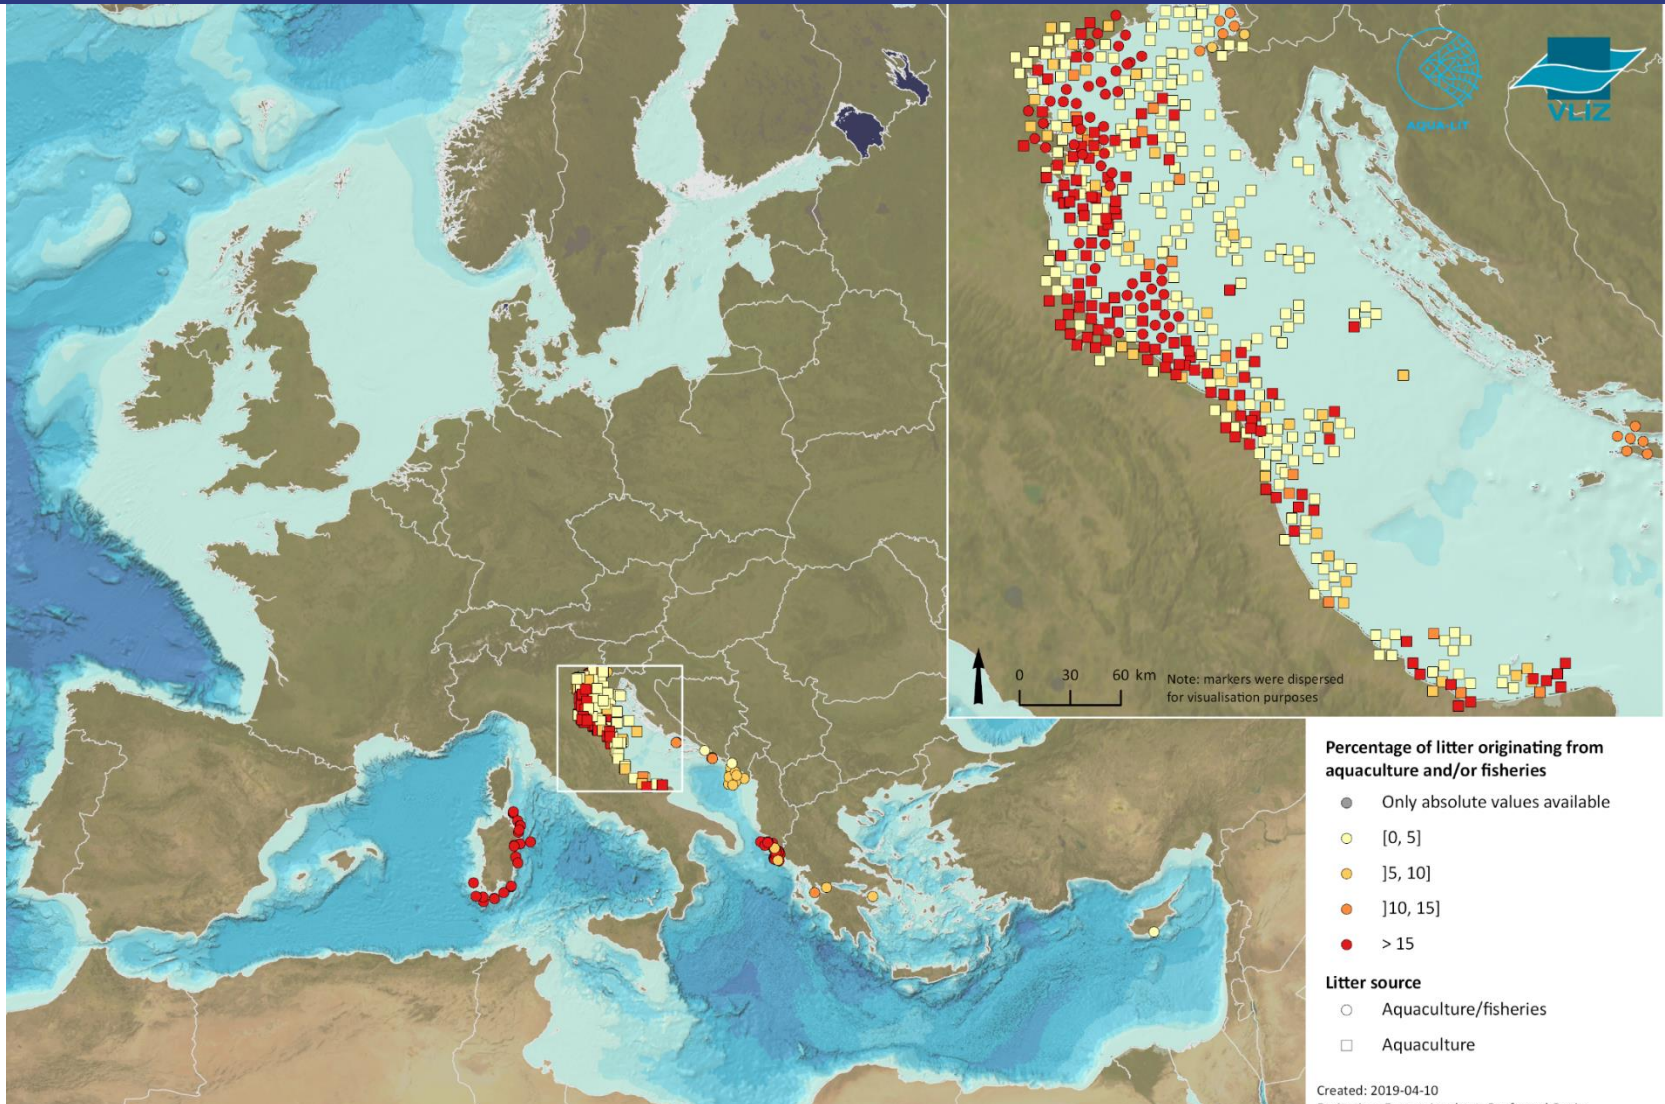 AQUA-LIT
VLIZ
0 30 60 km
Note: markers were dispersed
for visualisation purposes
Percentage of litter originating from
aquaculture and/or fisheries
Only absolute values available
[0, 5]
]5, 10]
]10, 15]
> 15
Litter source
Aquaculture/fisheries
Aquaculture
Created: 2019-04-10